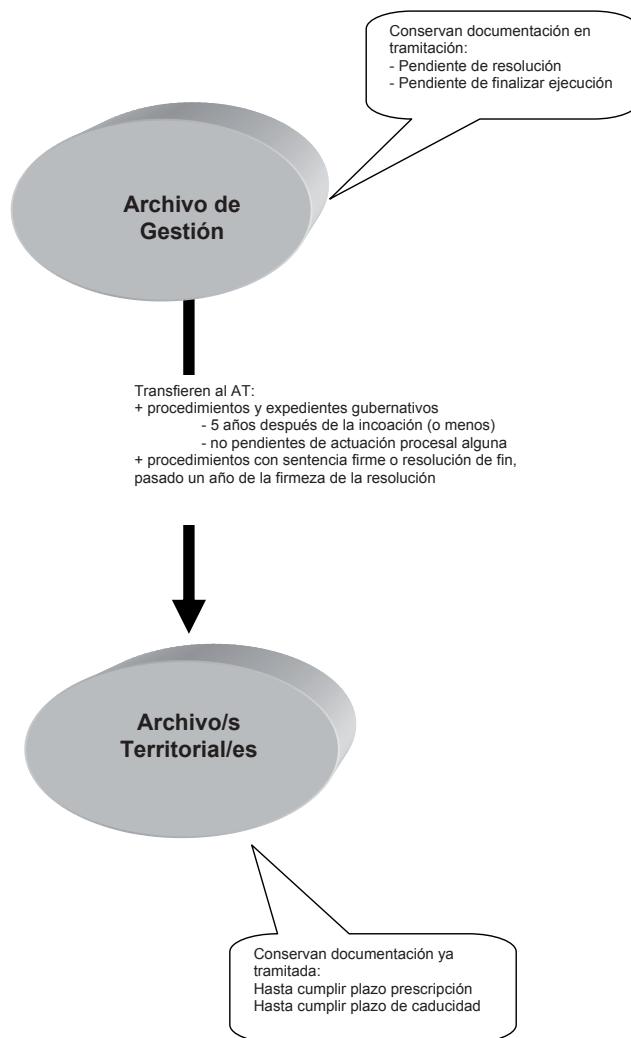 Conservan documentación en
tramitación:
- Pendiente de resolución
- Pendiente de finalizar ejecución
Archivo de
Gestión
Transfieren al AT:
+ procedimientos y expedientes gubernativos
- 5 años después de la incoación (o menos)
- no pendientes de actuación procesal alguna
+ procedimientos con sentencia firme o resolución de fin,
pasado un año de la firmeza de la resolución
Archivo/s
Territorial/es
Conservan documentación ya
tramitada:
Hasta cumplir plazo prescripción
Hasta cumplir plazo de caducidad